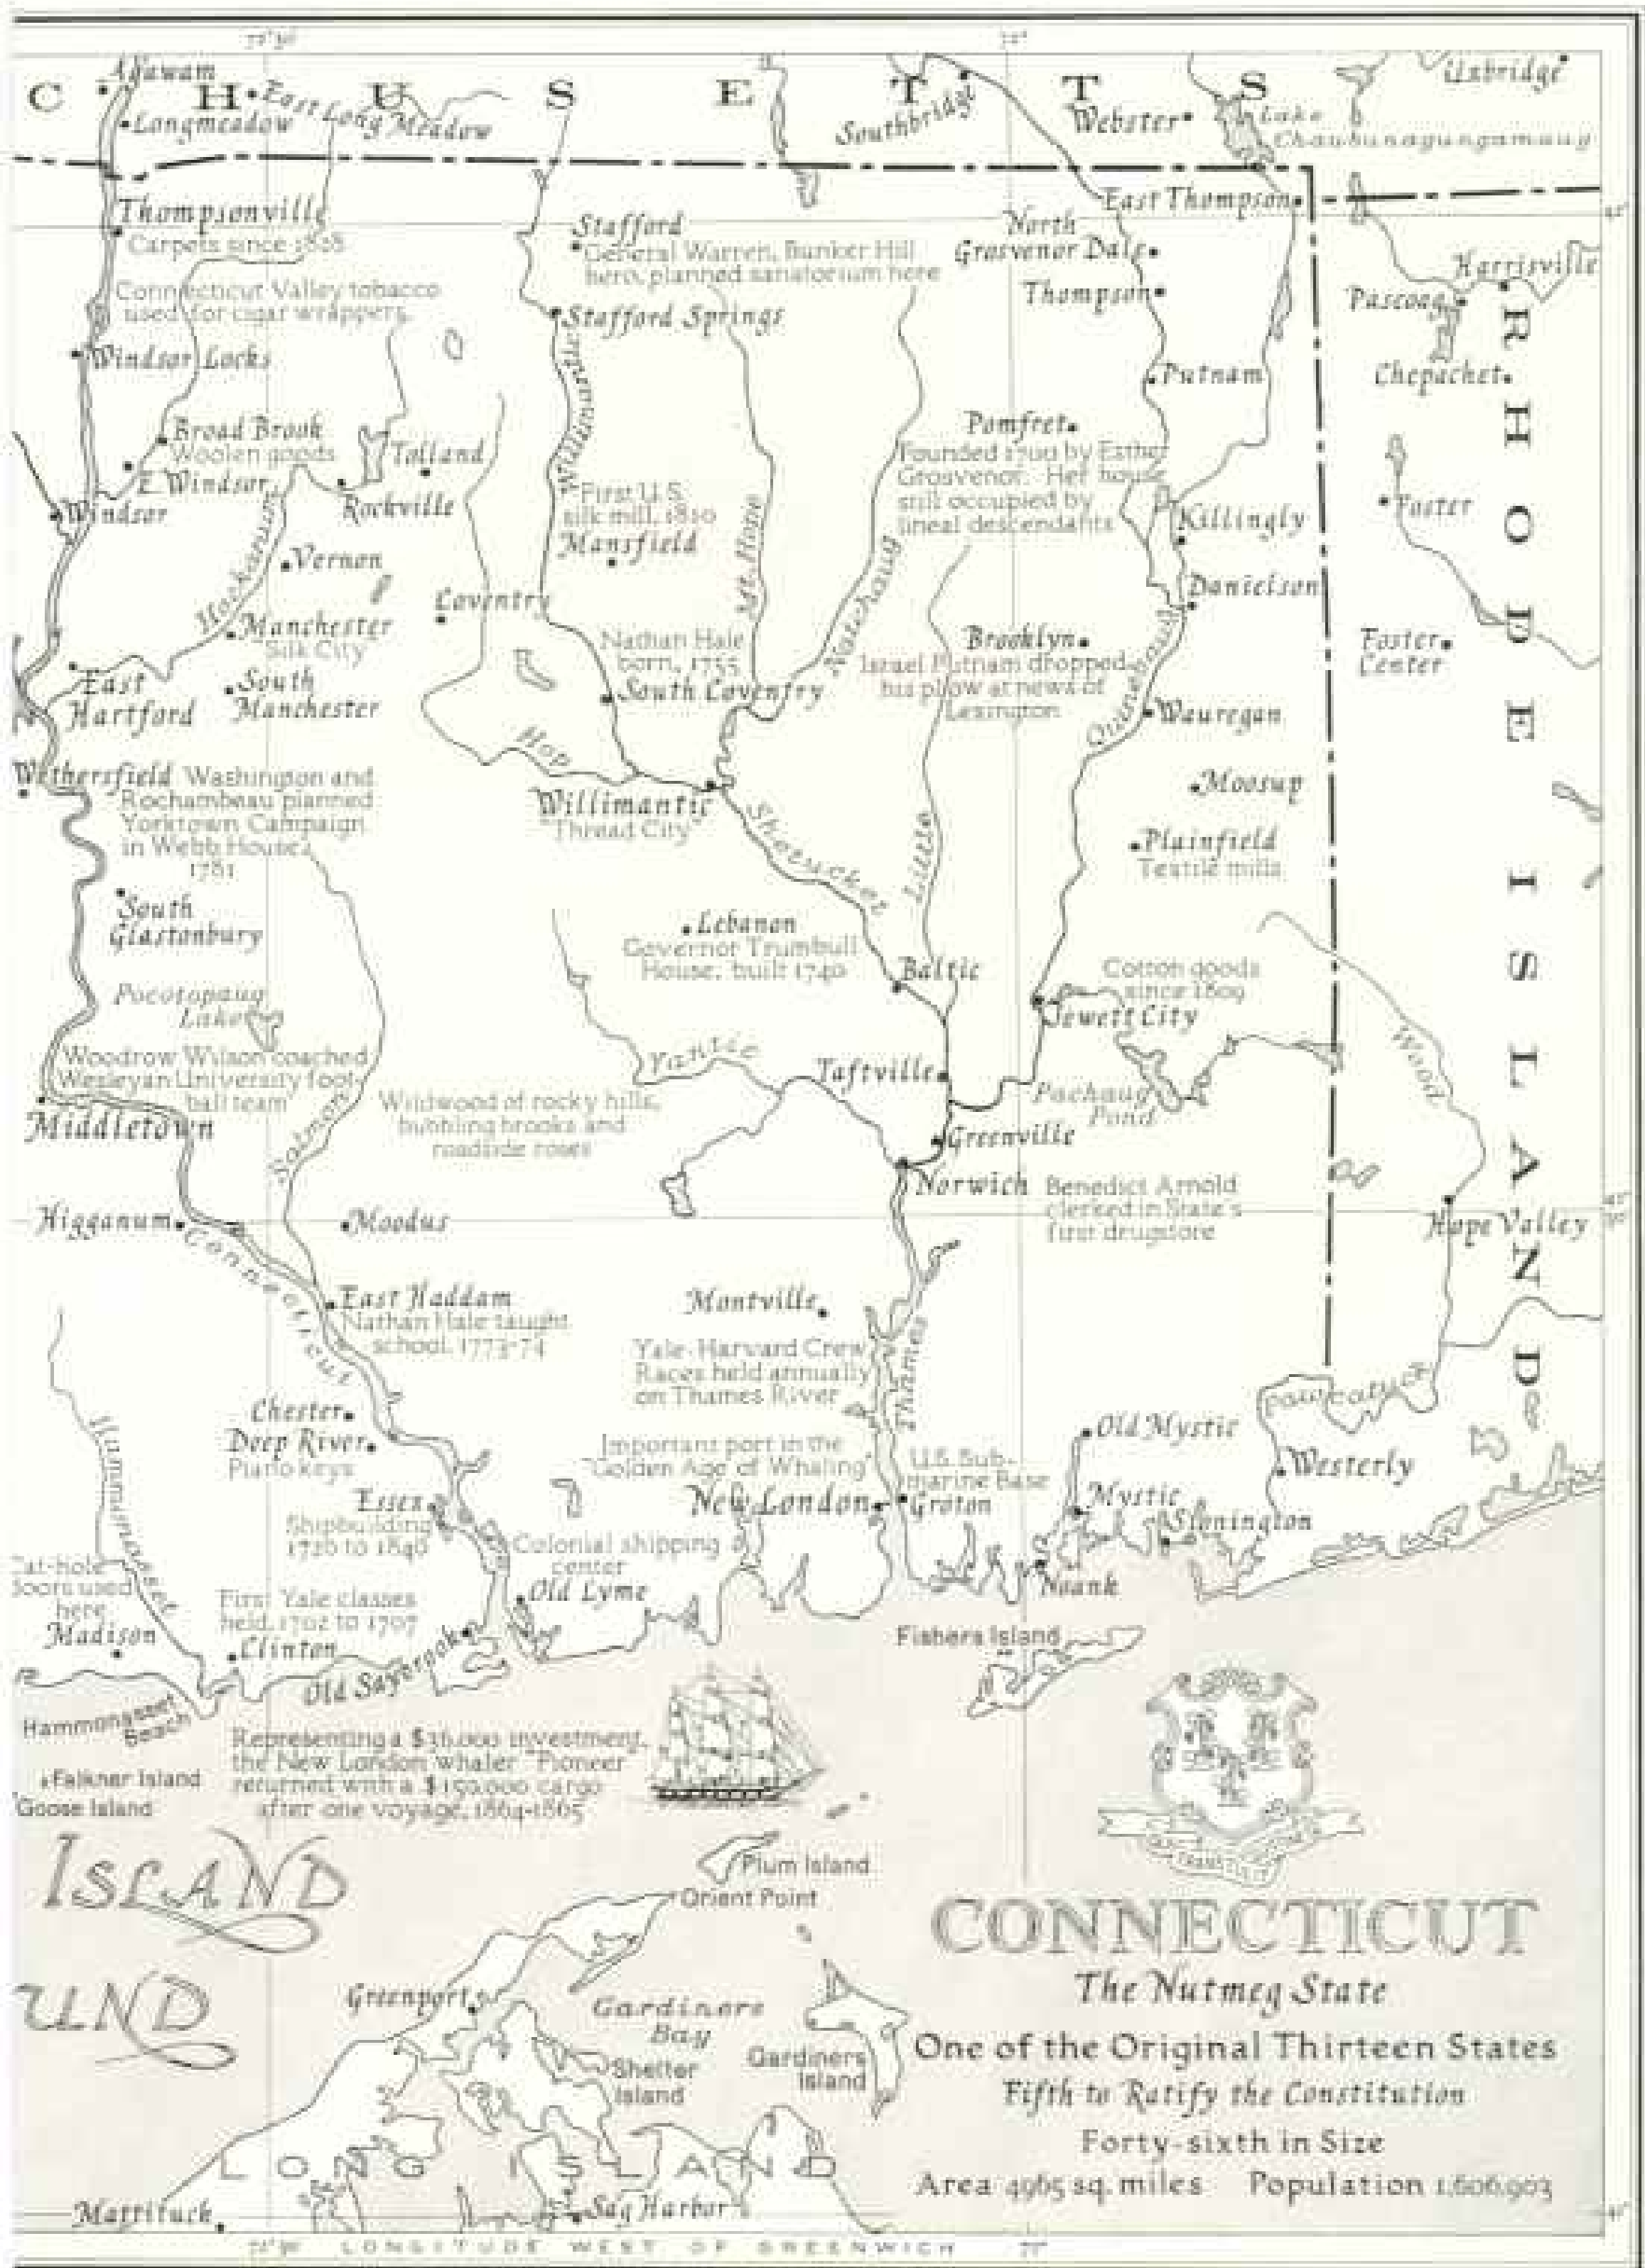 72°30'
72°
C H U S E T T S
Agawam
East Long Meadow
Longmeadow
Southbridge
Webster
Uxbridge
Lake
Chaubunagungamaug
Thompsonville
Carpets since 1828
Stafford
General Warren, Bunker Hill
hero, planned sanatorium here
North
Grosvenor Dale
East Thompson
42°
Connecticut Valley tobacco
used for cigar wrappers
Stafford Springs
Thompson
Harrisville
Pascoag
Windsor Locks
Willimantic
Putnam
Chepachet
RHODE ISLAND
Broad Brook
Woolen goods
Tolland
E. Windsor
Rockville
Windsor
Pomfret
Founded 1700 by Esther
Grosvenor. Her house
still occupied by
lineal descendants
First U.S.
silk mill, 1810
Mansfield
Mt. Hope
Killingly
Foster
Vernon
Hockanum
Coventry
Natchaug
Danielson
Manchester
"Silk City"
Nathan Hale
born, 1755
South Coventry
Brooklyn
Israel Putnam dropped
his plow at news of
Lexington
Quinebaug
Foster
Center
East
Hartford
South
Manchester
Wauregan
Hop
Wethersfield
Washington and
Rochambeau planned
Yorktown Campaign
in Webb House,
1781
Willimantic
"Thread City"
Shetucket
Little
Moosup
Plainfield
Textile mills
South
Glastonbury
Lebanon
Governor Trumbull
House, built 1740
Baltic
Cotton goods
since 1809
Jewett City
Pocotopaug
Lake
Woodrow Wilson coached
Wesleyan University foot-
ball team
Middletown
Salmon
Yantic
Taftville
Pachaug
Pond
Wood
Wildwood of rocky hills,
bubbling brooks and
roadside roses
Greenville
Norwich
Benedict Arnold
clerked in State's
first drugstore
Higganum
Moodus
Hope Valley
41°
30'
Connecticut
East Haddam
Nathan Hale taught
school, 1773-74
Montville
Yale-Harvard Crew
Races held annually
on Thames River
Thames
Pawcatuck
Chester
Deep River
Piano keys
Important port in the
"Golden Age of Whaling"
New London
U.S. Sub-
marine Base
Groton
Old Mystic
Westerly
Hammonasset
Essex
Shipbuilding
1720 to 1840
Mystic
Stonington
Colonial shipping
center
Old Lyme
Noank
Cat-hole
doors used
here
Madison
First Yale classes
held, 1702 to 1707
Clinton
Old Saybrook
Fishers Island
Hammonasset
Beach
Falkner Island
Goose Island
Representing a $36,000 investment,
the New London whaler "Pioneer"
returned with a $150,000 cargo
after one voyage, 1864-1865
ISLAND
UND
Plum Island
Orient Point
Greenport
Gardiners
Bay
Shelter
Island
Gardiners
Island
LONG ISLAND
Mattituck
Sag Harbor
TRANSTULIT
CONNECTICUT
The Nutmeg State
One of the Original Thirteen States
Fifth to Ratify the Constitution
Forty-sixth in Size
Area 4965 sq. miles Population 1,606,903
41°
72°30' LONGITUDE WEST OF GREENWICH 72°